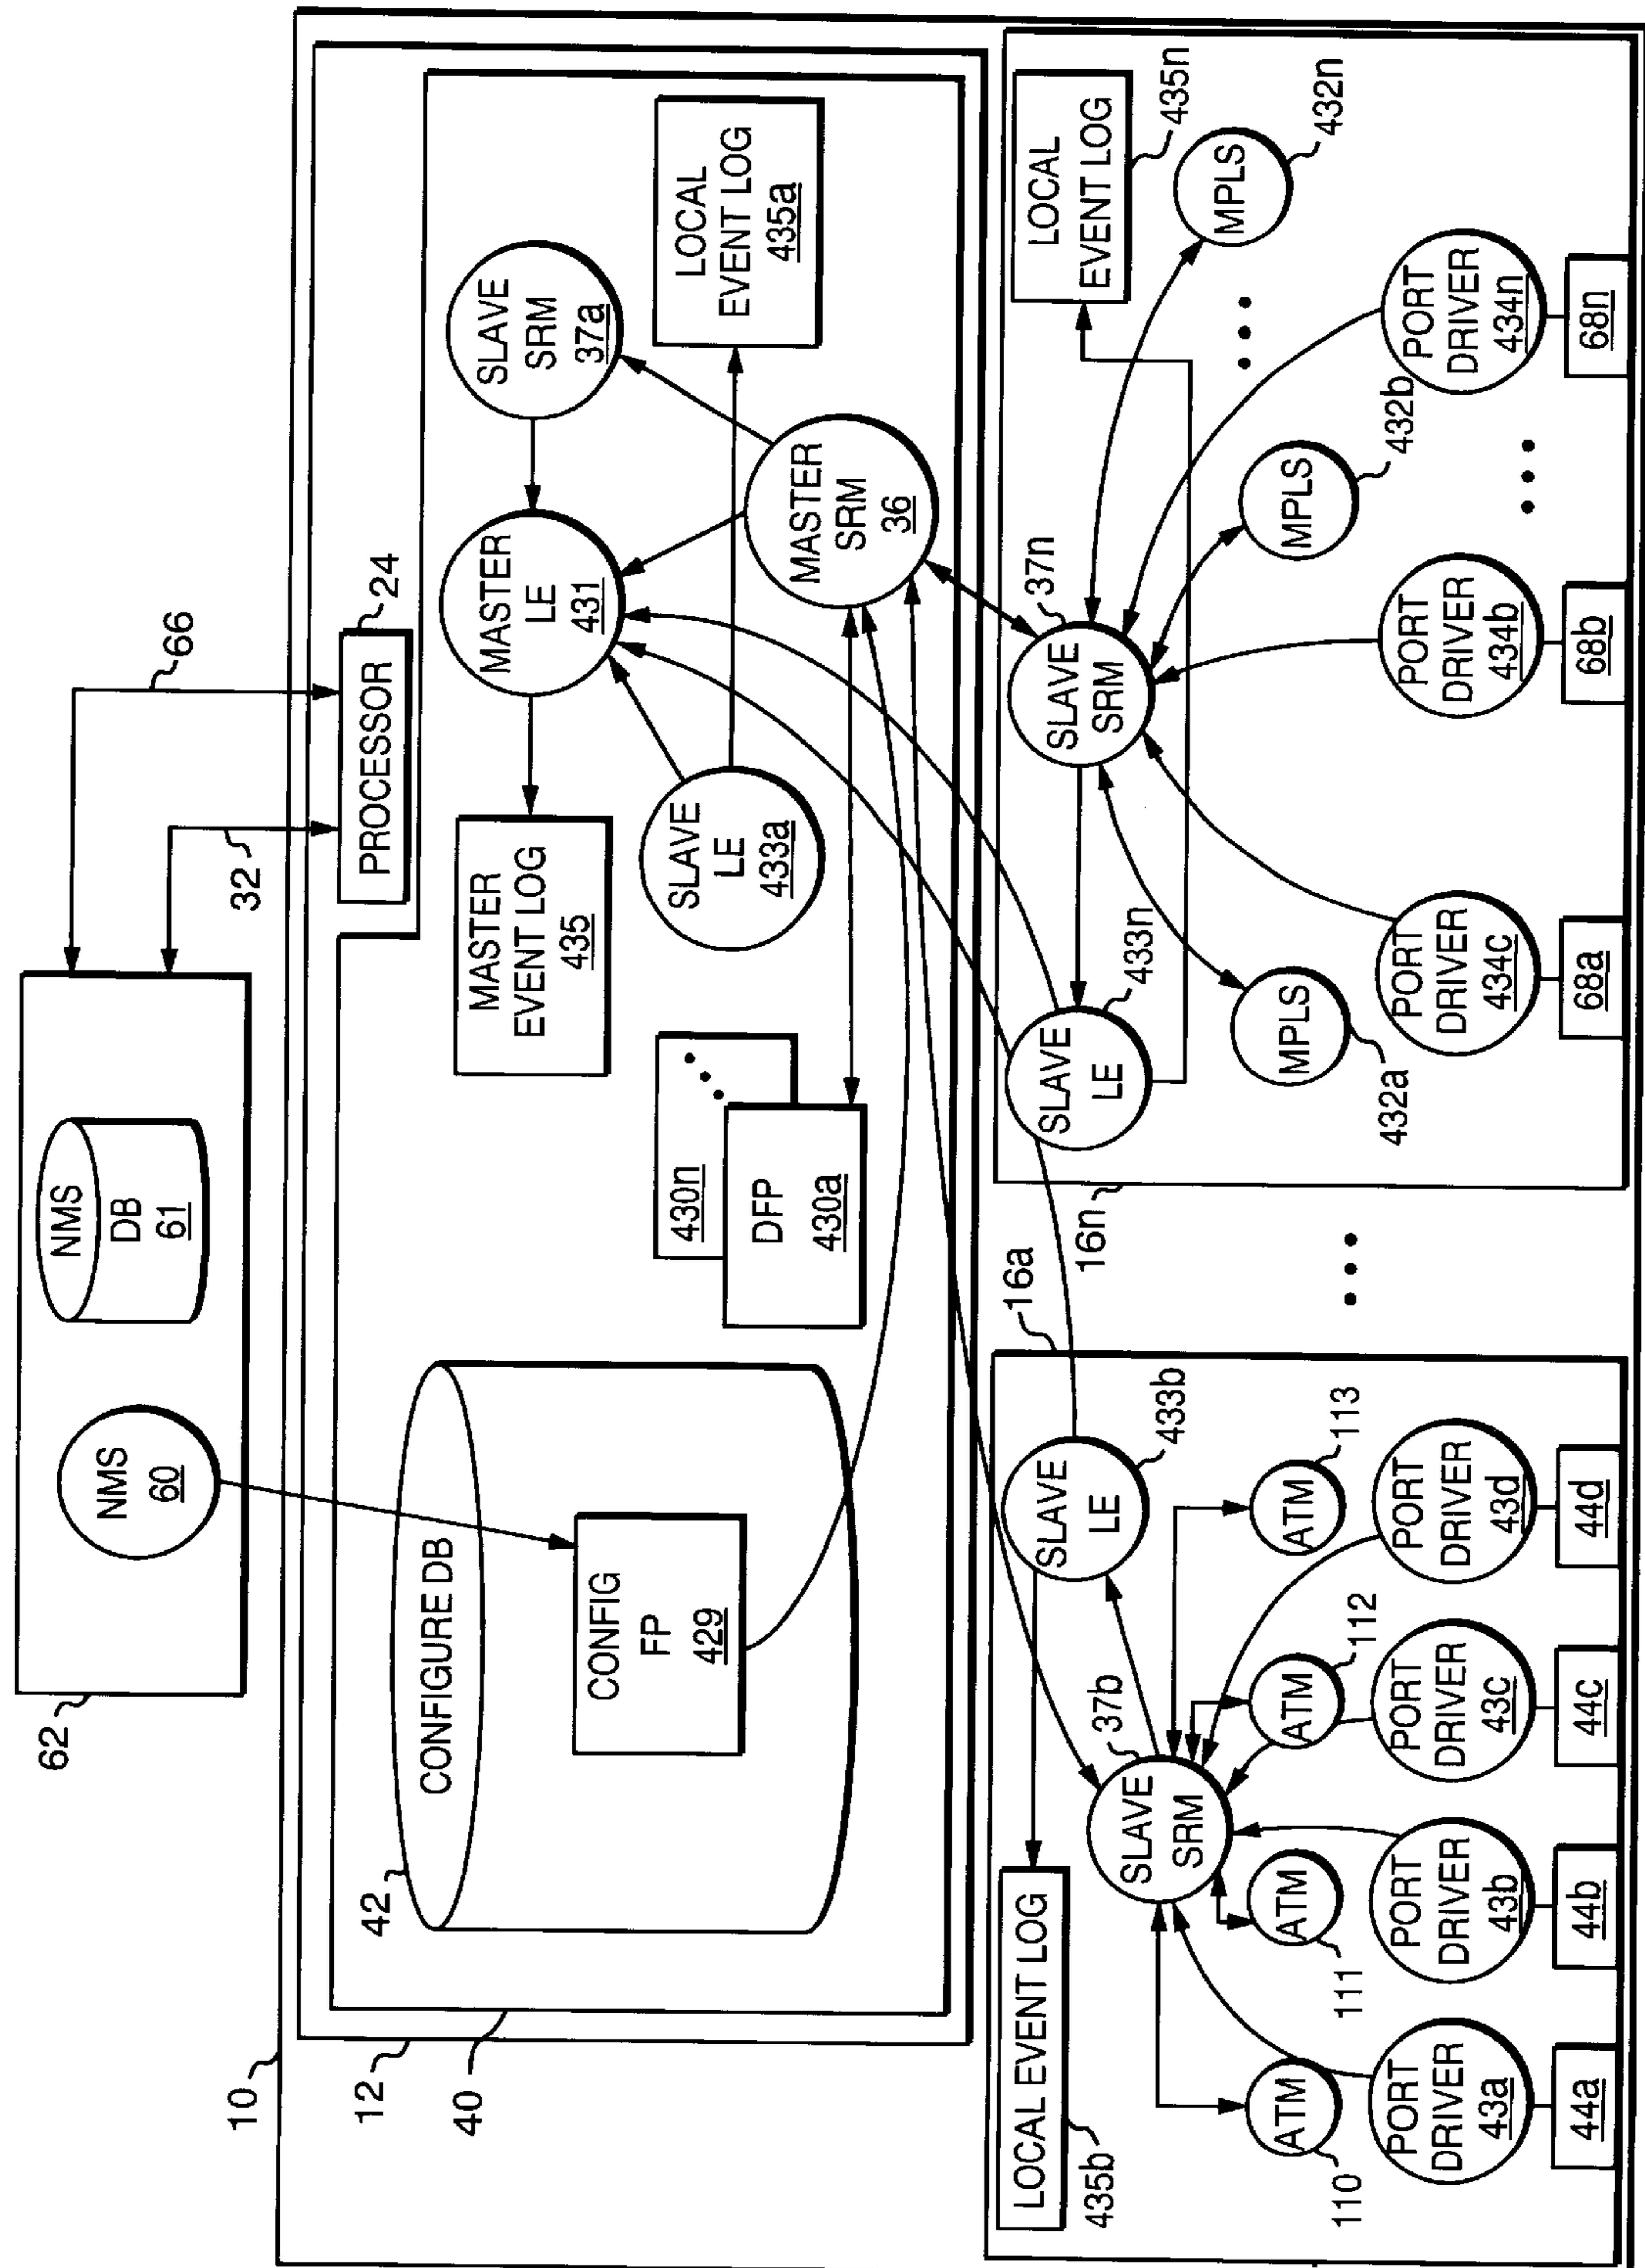 62
NMS
60
NMS
DB
61
32
66
10
12
40
PROCESSOR
24
42
CONFIGURE DB
CONFIG
FP
429
430n
DFP
430a
MASTER
EVENT LOG
435
MASTER
LE
431
SLAVE
SRM
37a
SLAVE
LE
433a
LOCAL
EVENT LOG
435a
MASTER
SRM
36
LOCAL EVENT LOG
435b
16a
SLAVE
LE
433b
SLAVE
SRM
37b
ATM
110
ATM
111
ATM
112
ATM
113
PORT
DRIVER
43a
PORT
DRIVER
43b
PORT
DRIVER
43c
PORT
DRIVER
43d
44a
44b
44c
44d
16n
SLAVE
LE
433n
SLAVE
SRM
37n
LOCAL
EVENT LOG
435n
MPLS
432a
MPLS
432b
MPLS
432n
PORT
DRIVER
434c
PORT
DRIVER
434b
PORT
DRIVER
434n
68a
68b
68n